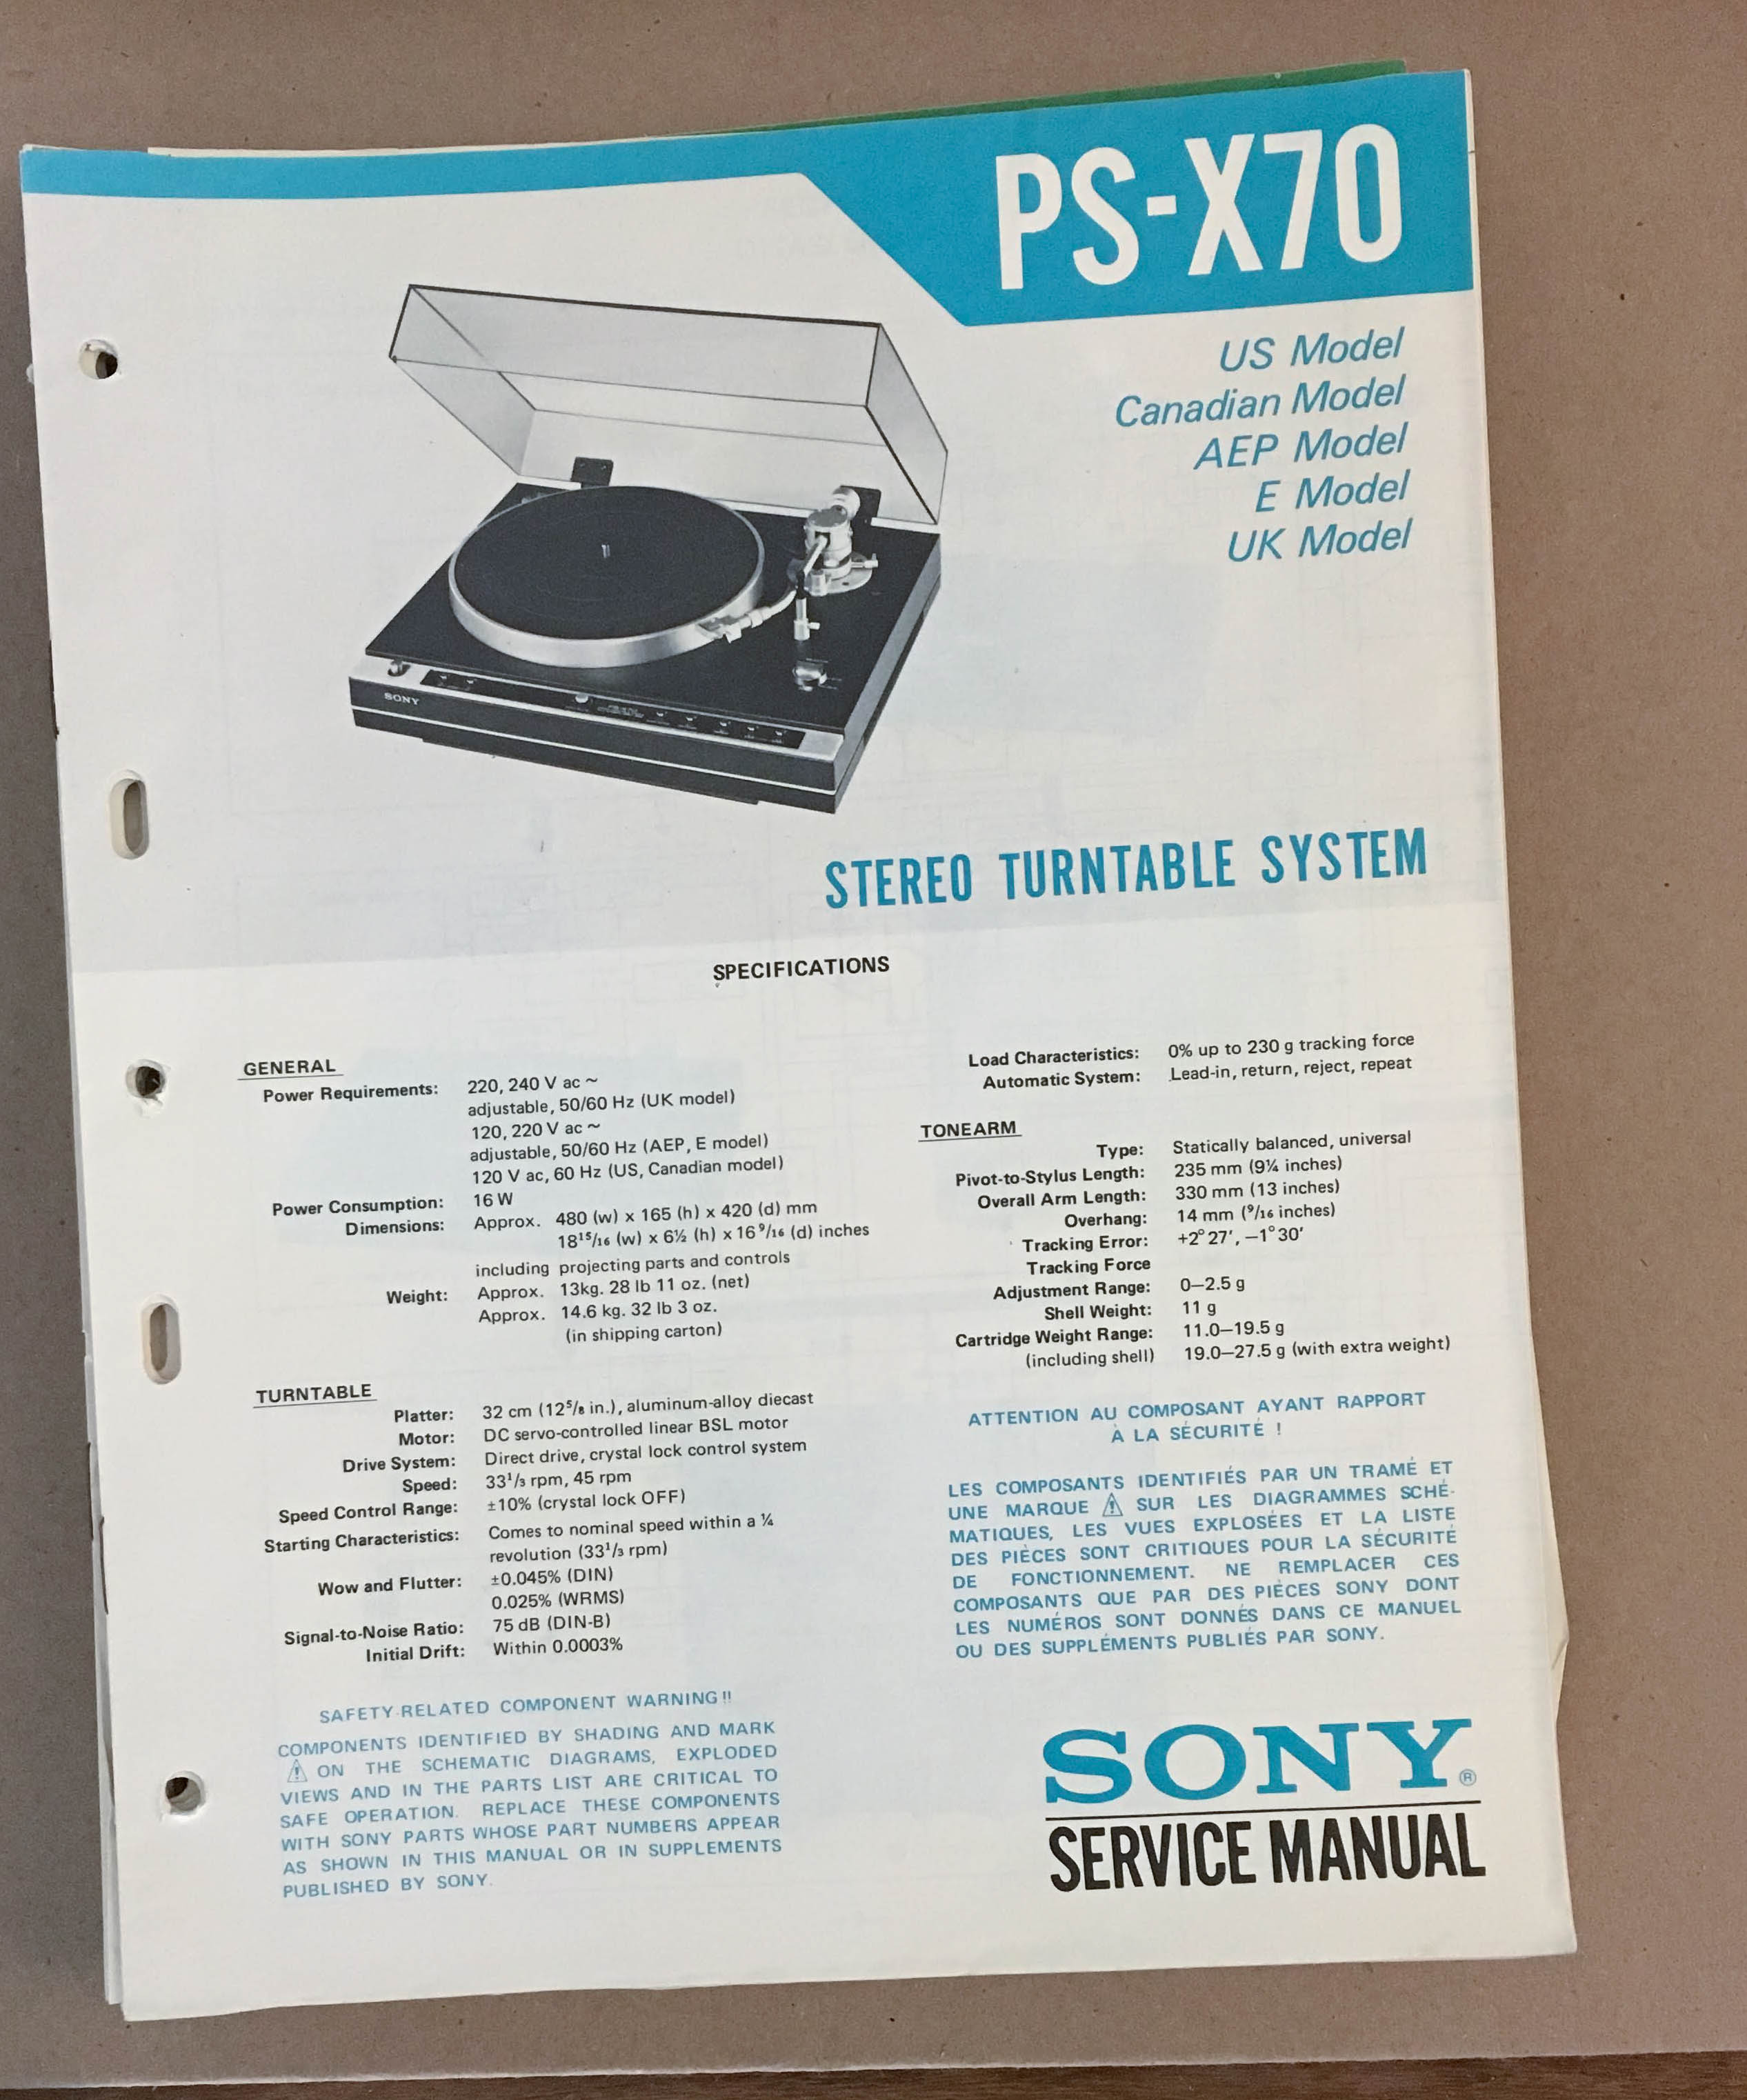 PS-X70
US Model
Canadian Model
AEP Model
E Model
UK Model
SONY
STEREO TURNTABLE SYSTEM
SPECIFICATIONS
GENERAL
Power Requirements: 220, 240 V ac ~
adjustable, 50/60 Hz (UK model)
120, 220 V ac ~
adjustable, 50/60 Hz (AEP, E model)
120 V ac, 60 Hz (US, Canadian model)
Power Consumption: 16 W
Dimensions: Approx. 480 (w) x 165 (h) x 420 (d) mm
18 15/16 (w) x 6½ (h) x 16 9/16 (d) inches
including projecting parts and controls
Weight: Approx. 13kg. 28 lb 11 oz. (net)
Approx. 14.6 kg. 32 lb 3 oz.
(in shipping carton)
TURNTABLE
Platter: 32 cm (12 5/8 in.), aluminum-alloy diecast
Motor: DC servo-controlled linear BSL motor
Drive System: Direct drive, crystal lock control system
Speed: 33 1/3 rpm, 45 rpm
Speed Control Range: ±10% (crystal lock OFF)
Starting Characteristics: Comes to nominal speed within a ¼
revolution (33 1/3 rpm)
Wow and Flutter: ±0.045% (DIN)
0.025% (WRMS)
Signal-to-Noise Ratio: 75 dB (DIN-B)
Initial Drift: Within 0.0003%
SAFETY-RELATED COMPONENT WARNING!!
COMPONENTS IDENTIFIED BY SHADING AND MARK
⚠ ON THE SCHEMATIC DIAGRAMS, EXPLODED
VIEWS AND IN THE PARTS LIST ARE CRITICAL TO
SAFE OPERATION. REPLACE THESE COMPONENTS
WITH SONY PARTS WHOSE PART NUMBERS APPEAR
AS SHOWN IN THIS MANUAL OR IN SUPPLEMENTS
PUBLISHED BY SONY.
Load Characteristics: 0% up to 230 g tracking force
Automatic System: Lead-in, return, reject, repeat
TONEARM
Type: Statically balanced, universal
Pivot-to-Stylus Length: 235 mm (9¼ inches)
Overall Arm Length: 330 mm (13 inches)
Overhang: 14 mm (9/16 inches)
Tracking Error: +2° 27′, −1° 30′
Tracking Force
Adjustment Range: 0–2.5 g
Shell Weight: 11 g
Cartridge Weight Range: 11.0–19.5 g
(including shell) 19.0–27.5 g (with extra weight)
ATTENTION AU COMPOSANT AYANT RAPPORT
À LA SÉCURITÉ !
LES COMPOSANTS IDENTIFIÉS PAR UN TRAMÉ ET
UNE MARQUE ⚠ SUR LES DIAGRAMMES SCHÉ-
MATIQUES, LES VUES EXPLOSÉES ET LA LISTE
DES PIÈCES SONT CRITIQUES POUR LA SÉCURITÉ
DE FONCTIONNEMENT. NE REMPLACER CES
COMPOSANTS QUE PAR DES PIÈCES SONY DONT
LES NUMÉROS SONT DONNÉS DANS CE MANUEL
OU DES SUPPLÉMENTS PUBLIÉS PAR SONY.
SONY®
SERVICE MANUAL